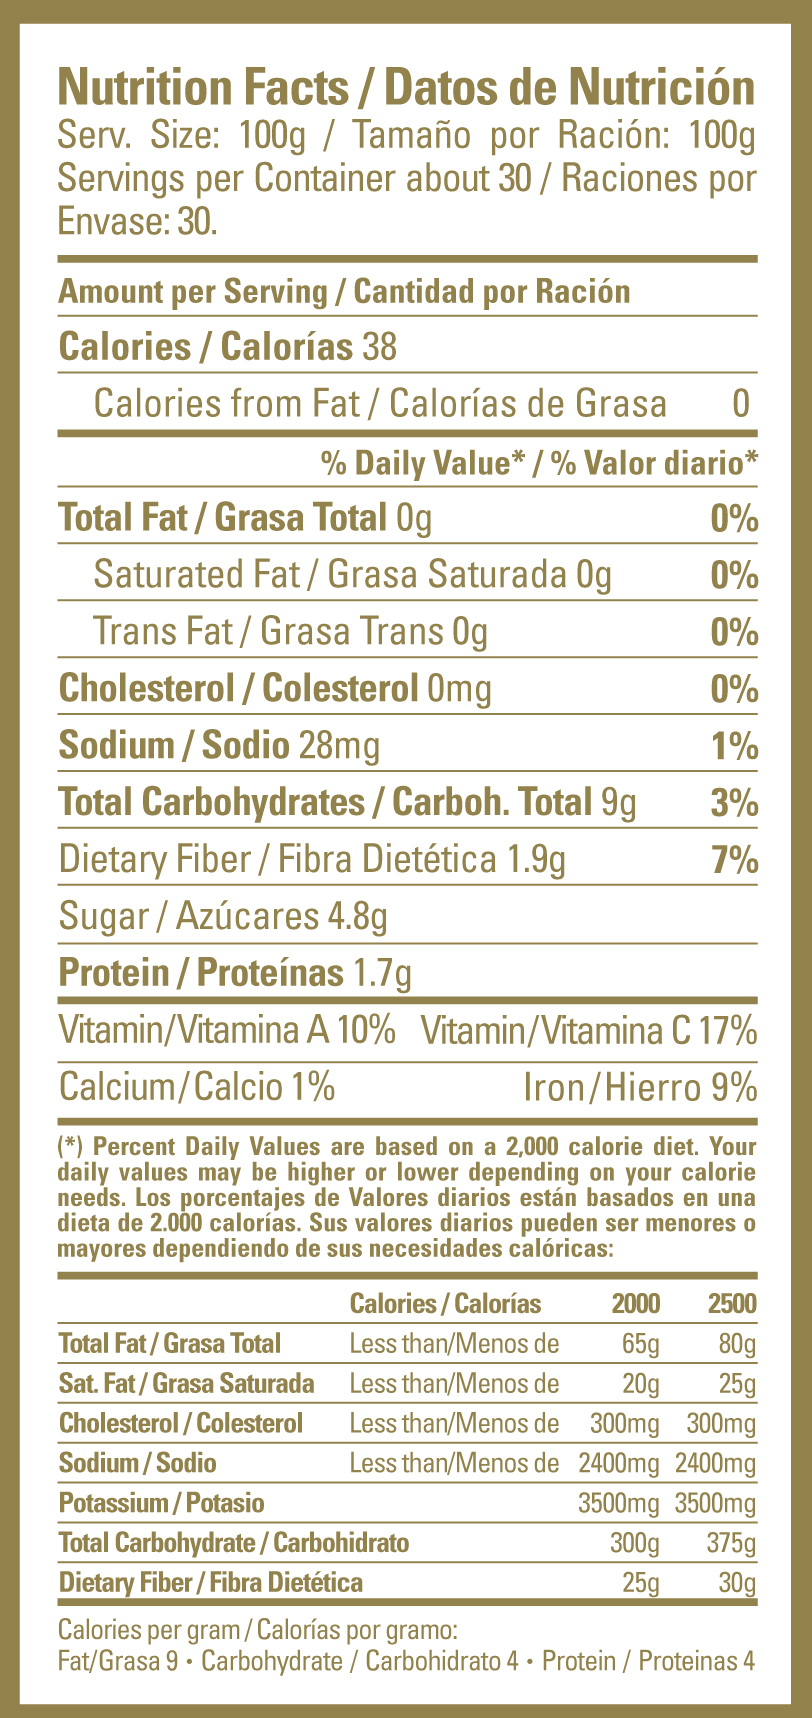 Nutrition Facts / Datos de Nutrición
Serv. Size: 100g / Tamaño por Ración: 100g
Servings per Container about 30 / Raciones por
Envase: 30.
Amount per Serving / Cantidad por Ración
Calories / Calorías 38
Calories from Fat / Calorías de Grasa 0
% Daily Value* / % Valor diario*
Total Fat / Grasa Total 0g 0%
Saturated Fat / Grasa Saturada 0g 0%
Trans Fat / Grasa Trans 0g 0%
Cholesterol / Colesterol 0mg 0%
Sodium / Sodio 28mg 1%
Total Carbohydrates / Carboh. Total 9g 3%
Dietary Fiber / Fibra Dietética 1.9g 7%
Sugar / Azúcares 4.8g
Protein / Proteínas 1.7g
Vitamin/Vitamina A 10% Vitamin/Vitamina C 17%
Calcium/Calcio 1% Iron/Hierro 9%
(*) Percent Daily Values are based on a 2,000 calorie diet. Your
daily values may be higher or lower depending on your calorie
needs. Los porcentajes de Valores diarios están basados en una
dieta de 2.000 calorías. Sus valores diarios pueden ser menores o
mayores dependiendo de sus necesidades calóricas:
Calories / Calorías 2000 2500
Total Fat / Grasa Total Less than/Menos de 65g 80g
Sat. Fat / Grasa Saturada Less than/Menos de 20g 25g
Cholesterol / Colesterol Less than/Menos de 300mg 300mg
Sodium / Sodio Less than/Menos de 2400mg 2400mg
Potassium / Potasio 3500mg 3500mg
Total Carbohydrate / Carbohidrato 300g 375g
Dietary Fiber / Fibra Dietética 25g 30g
Calories per gram / Calorías por gramo:
Fat/Grasa 9 • Carbohydrate / Carbohidrato 4 • Protein / Proteinas 4